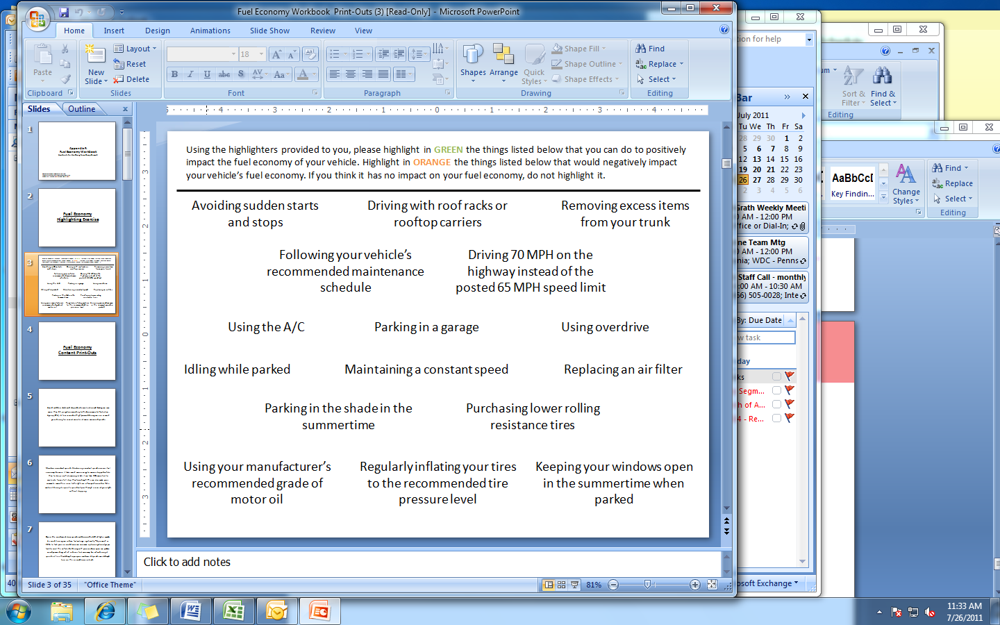 Fuel Economy Workbook Print-Outs (3) [Read-Only] - Microsoft PowerPoint
Home Insert Design Animations Slide Show Review View
Paste
Clipboard
New Slide
Layout
Reset
Delete
Slides
18
Font
Paragraph
Shapes
Arrange
Quick Styles
Shape Fill
Shape Outline
Shape Effects
Drawing
Find
Replace
Select
Editing
Slides Outline
1
Appendix F:
Fuel Economy Workbook
2
Fuel Economy
Highlighting Exercise
3
4
Fuel Economy
Content Print-Outs
5
6
7
Using the highlighters provided to you, please highlight in GREEN the things listed below that you can do to positively
impact the fuel economy of your vehicle. Highlight in ORANGE the things listed below that would negatively impact
your vehicle's fuel economy. If you think it has no impact on your fuel economy, do not highlight it.
Avoiding sudden starts
and stops
Driving with roof racks or
rooftop carriers
Removing excess items
from your trunk
Following your vehicle's
recommended maintenance
schedule
Driving 70 MPH on the
highway instead of the
posted 65 MPH speed limit
Using the A/C
Parking in a garage
Using overdrive
Idling while parked
Maintaining a constant speed
Replacing an air filter
Parking in the shade in the
summertime
Purchasing lower rolling
resistance tires
Using your manufacturer's
recommended grade of
motor oil
Regularly inflating your tires
to the recommended tire
pressure level
Keeping your windows open
in the summertime when
parked
Click to add notes
Slide 3 of 35 "Office Theme" 81%
tion for help
Bar
July 2011
Tu We Th Fr Sa
28 29 30 1 2
5 6 7 8 9
12 13 14 15 16
19 20 21 22 23
26 27 28 29 30
2 3 4 5 6
Grath Weekly Meeti
0 AM - 12:00 PM
ffice or Dial-In;
ne Team Mtg
0 AM - 12:00 PM
nia; WDC - Penns
Staff Call - monthly
:00 AM - 10:30 AM
66) 505-0028; Inte
By: Due Date
w task
day
ks
Segm...
h of A...
4 - Re...
osoft Exchange
Sort & Filter
Find & Select
Editing
AaBbCcI
Key Findin...
Change Styles
Find
Replace
Select
Editing
40
11:33 AM
7/26/2011